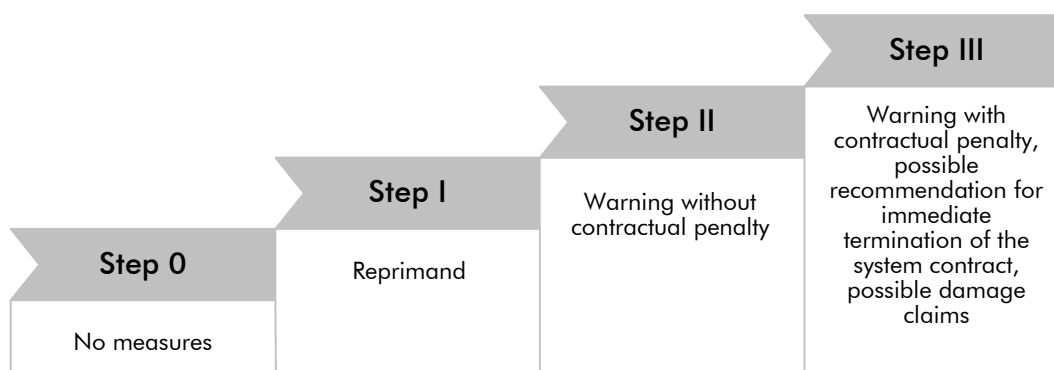 Step 0
No measures
Step I
Reprimand
Step II
Warning without
contractual penalty
Step III
Warning with
contractual penalty,
possible
recommendation for
immediate
termination of the
system contract,
possible damage
claims